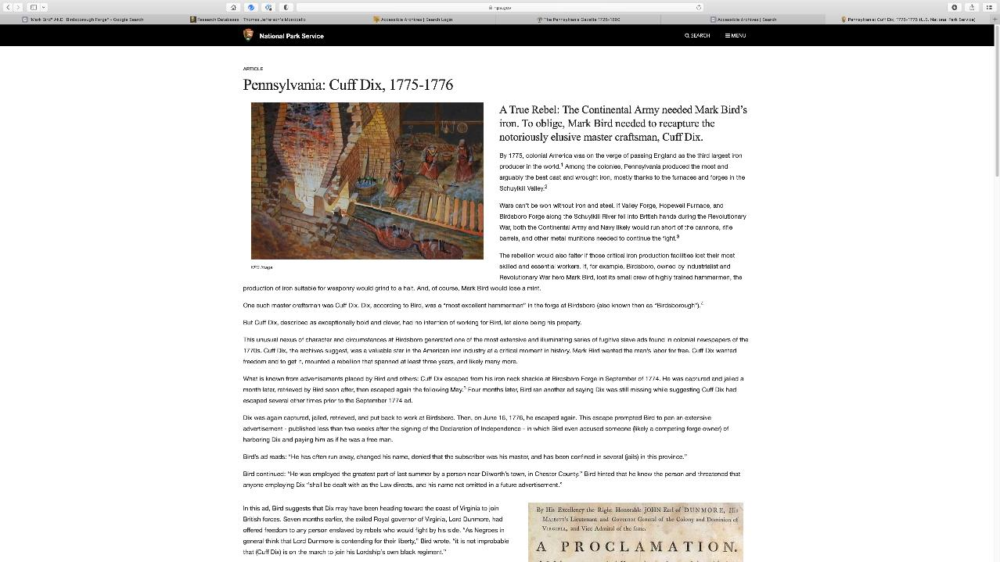 nps.gov
"Mark Bird" AND "Birdsborough Forge" - Google Search
Research Databases | Thomas Jefferson's Monticello
Accessible Archives | Search Login
The Pennsylvania Gazette 1728-1800
Accessible Archives | Search
Pennsylvania: Cuff Dix, 1775-1776 (U.S. National Park Service)
National Park Service
SEARCH
MENU
ARTICLE
Pennsylvania: Cuff Dix, 1775-1776
NPS image
A True Rebel: The Continental Army needed Mark Bird's
iron. To oblige, Mark Bird needed to recapture the
notoriously elusive master craftsman, Cuff Dix.
By 1775, colonial America was on the verge of passing England as the third largest iron
producer in the world.1 Among the colonies, Pennsylvania produced the most and
arguably the best cast and wrought iron, mostly thanks to the furnaces and forges in the
Schuylkill Valley.2
Wars can't be won without iron and steel. If Valley Forge, Hopewell Furnace, and
Birdsboro Forge along the Schuylkill River fell into British hands during the Revolutionary
War, both the Continental Army and Navy likely would run short of the cannons, rifle
barrels, and other metal munitions needed to continue the fight.3
The rebellion would also falter if those critical iron production facilities lost their most
skilled and essential workers. If, for example, Birdsboro, owned by industrialist and
Revolutionary War hero Mark Bird, lost its small crew of highly trained hammermen, the
production of iron suitable for weaponry would grind to a halt. And, of course, Mark Bird would lose a mint.
One such master craftsman was Cuff Dix. Dix, according to Bird, was a "most excellent hammerman" in the forge at Birdsboro (also known then as "Birdsborough").4
But Cuff Dix, described as exceptionally bold and clever, had no intention of working for Bird, let alone being his property.
This unusual nexus of character and circumstances at Birdsboro generated one of the most extensive and illuminating series of fugitive slave ads found in colonial newspapers of the
1770s. Cuff Dix, the archives suggest, was a valuable star in the American iron industry at a critical moment in history. Mark Bird wanted the man's labor for free. Cuff Dix wanted
freedom and to get it, mounted a rebellion that spanned at least three years, and likely many more.
What is known from advertisements placed by Bird and others: Cuff Dix escaped from his iron neck shackle at Birdsboro Forge in September of 1774. He was captured and jailed a
month later, retrieved by Bird soon after, then escaped again the following May.5 Four months later, Bird ran another ad saying Dix was still missing while suggesting Cuff Dix had
escaped several other times prior to the September 1774 ad.
Dix was again captured, jailed, retrieved, and put back to work at Birdsboro. Then, on June 16, 1776, he escaped again. This escape prompted Bird to pen an extensive
advertisement - published less than two weeks after the signing of the Declaration of Independence - in which Bird even accused someone (likely a competing forge owner) of
harboring Dix and paying him as if he was a free man.
Bird's ad reads: "He has often run away, changed his name, denied that the subscriber was his master, and has been confined in several (jails) in this province."
Bird continued: "He was employed the greatest part of last summer by a person near Dilworth's town, in Chester County." Bird hinted that he knew the person and threatened that
anyone employing Dix "shall be dealt with as the Law directs, and his name not omitted in a future advertisement."
In this ad, Bird suggests that Dix may have been heading toward the coast of Virginia to join
British forces. Seven months earlier, the exiled Royal governor of Virginia, Lord Dunmore, had
offered freedom to any person enslaved by rebels who would fight by his side. "As Negroes in
general think that Lord Dunmore is contending for their liberty," Bird wrote, "it is not improbable
that (Cuff Dix) is on the march to join his Lordship's own black regiment."
By His Excellency the Right Honorable JOHN Earl of DUNMORE, His
MAJESTY's Lieutenant and Governor General of the Colony and Dominion of
VIRGINIA, and Vice Admiral of the same.
A PROCLAMATION.